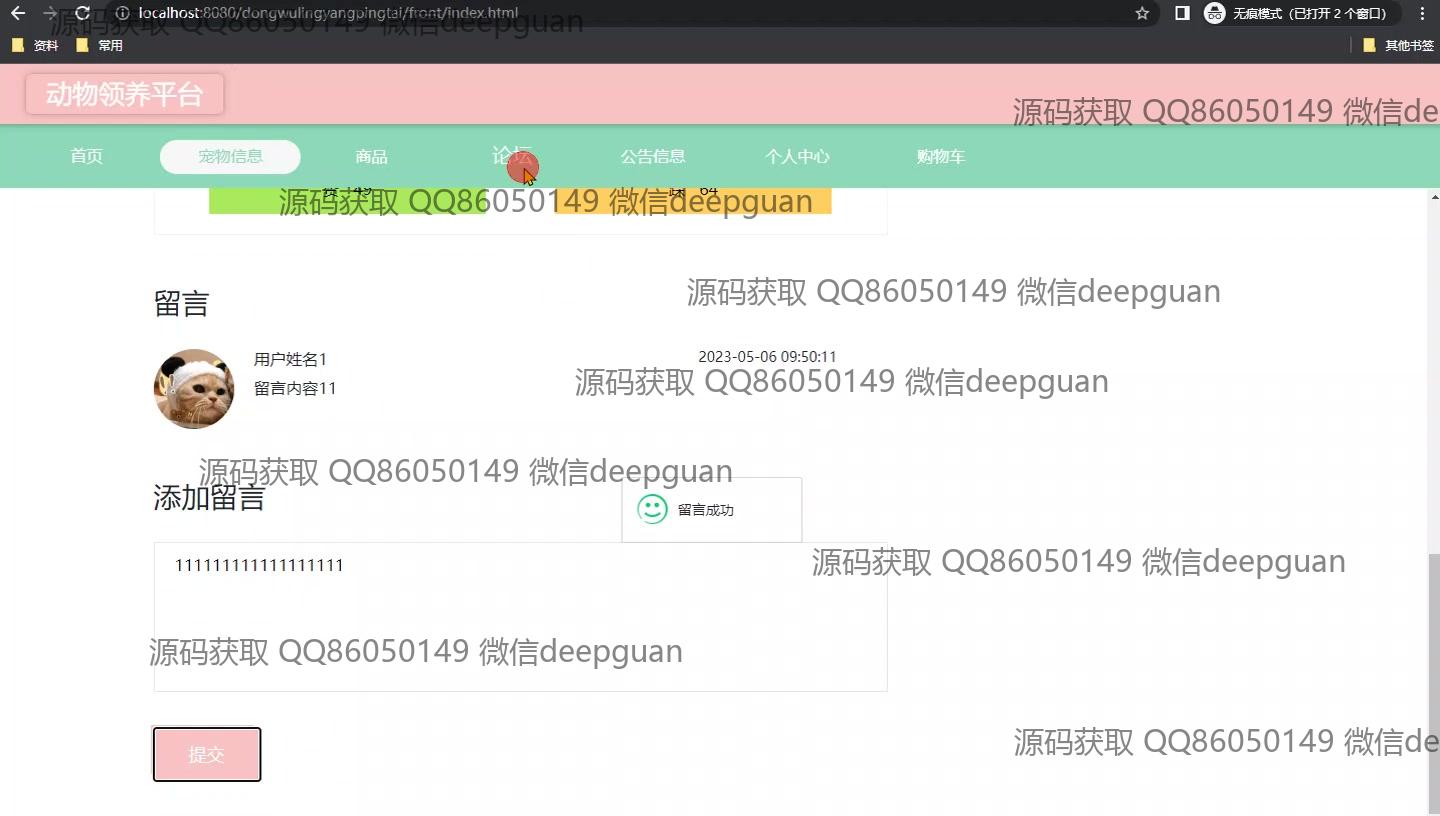 localhost:8080/dongwulingyangpingtai/front/index.html
无痕模式（已打开 2 个窗口）
源码获取 QQ86050149 微信deepguan
资料
常用
其他书签
动物领养平台
源码获取 QQ86050149 微信de
首页
宠物信息
商品
论坛
公告信息
个人中心
购物车
赞 49
踩 64
源码获取 QQ86050149 微信deepguan
源码获取 QQ86050149 微信deepguan
留言
用户姓名1
2023-05-06 09:50:11
留言内容11
源码获取 QQ86050149 微信deepguan
源码获取 QQ86050149 微信deepguan
添加留言
留言成功
111111111111111111
源码获取 QQ86050149 微信deepguan
源码获取 QQ86050149 微信deepguan
提交
源码获取 QQ86050149 微信de